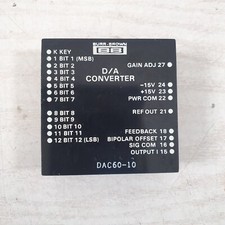 BURR-BROWN
BB
D/A
CONVERTER
K KEY
1 BIT 1 (MSB)
2 BIT 2
3 BIT 3
4 BIT 4
5 BIT 5
6 BIT 6
7 BIT 7
8 BIT 8
9 BIT 9
10 BIT 10
11 BIT 11
12 BIT 12 (LSB)
GAIN ADJ 27
-15V 24
+15V 23
PWR COM 22
REF OUT 21
FEEDBACK 18
BIPOLAR OFFSET 17
SIG COM 16
OUTPUT I 15
DAC60-10